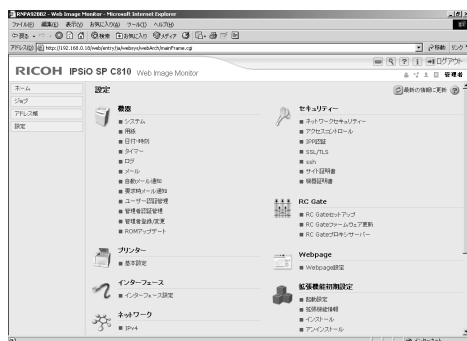 RNPA92BB2 - Web Image Monitor - Microsoft Internet Explorer
ファイル(F) 編集(E) 表示(V) お気に入り(A) ツール(T) ヘルプ(H)
戻る 検索 お気に入り メディア
アドレス(D) http://192.168.0.18/web/entry/ja/websys/webArch/mainFrame.cgi 移動 リンク
ログアウト
RICOH IPSiO SP C810 Web Image Monitor
管理者
ホーム
ジョブ
アドレス帳
設定
設定
最新の情報に更新
機器
システム
用紙
日付・時刻
タイマー
ログ
メール
自動メール通知
要求時メール通知
ユーザー認証管理
管理者認証管理
管理者登録/変更
ROMアップデート
プリンター
基本設定
インターフェース
インターフェース設定
ネットワーク
IPv4
セキュリティー
ネットワークセキュリティー
アクセスコントロール
IPP認証
SSL/TLS
ssh
サイト証明書
機器証明書
RC Gate
RC Gateセットアップ
RC Gateファームウェア更新
RC Gateプロキシサーバー
Webpage
Webpage設定
拡張機能初期設定
起動設定
拡張機能情報
インストール
アンインストール
インターネット